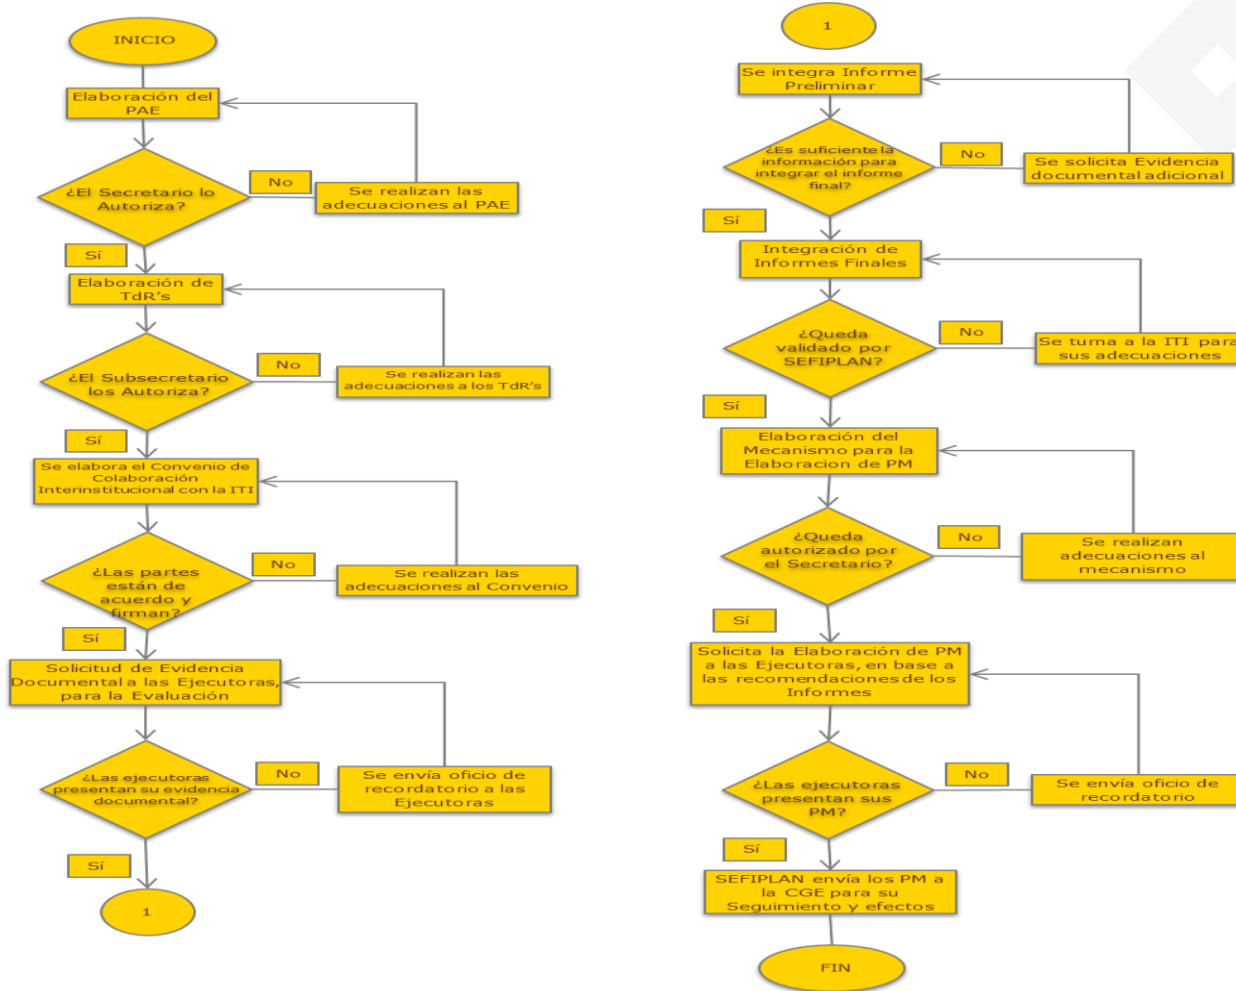 INICIO
Elaboración del
PAE
¿El Secretario lo
Autoriza?
No
Se realizan las
adecuaciones al PAE
Sí
Elaboración de
TdR's
¿El Subsecretario
los Autoriza?
No
Se realizan las
adecuaciones a los TdR's
Sí
Se elabora el Convenio de
Colaboración
Interinstitucional con la ITI
¿Las partes
están de
acuerdo y
firman?
No
Se realizan las
adecuaciones al Convenio
Sí
Solicitud de Evidencia
Documental a las Ejecutoras,
para la Evaluación
¿Las ejecutoras
presentan su evidencia
documental?
No
Se envía oficio de
recordatorio a las
Ejecutoras
Sí
1
1
Se integra Informe
Preliminar
¿Es suficiente la
información para
integrar el informe
final?
No
Se solicita Evidencia
documental adicional
Sí
Integración de
Informes Finales
¿Queda
validado por
SEFIPLAN?
No
Se turna a la ITI para
sus adecuaciones
Sí
Elaboración del
Mecanismo para la
Elaboracion de PM
¿Queda
autorizado por
el Secretario?
No
Se realizan
adecuaciones al
mecanismo
Sí
Solicita la Elaboración de PM
a las Ejecutoras, en base a
las recomendaciones de los
Informes
¿Las ejecutoras
presentan sus
PM?
No
Se envía oficio de
recordatorio
Sí
SEFIPLAN envía los PM a
la CGE para su
Seguimiento y efectos
FIN